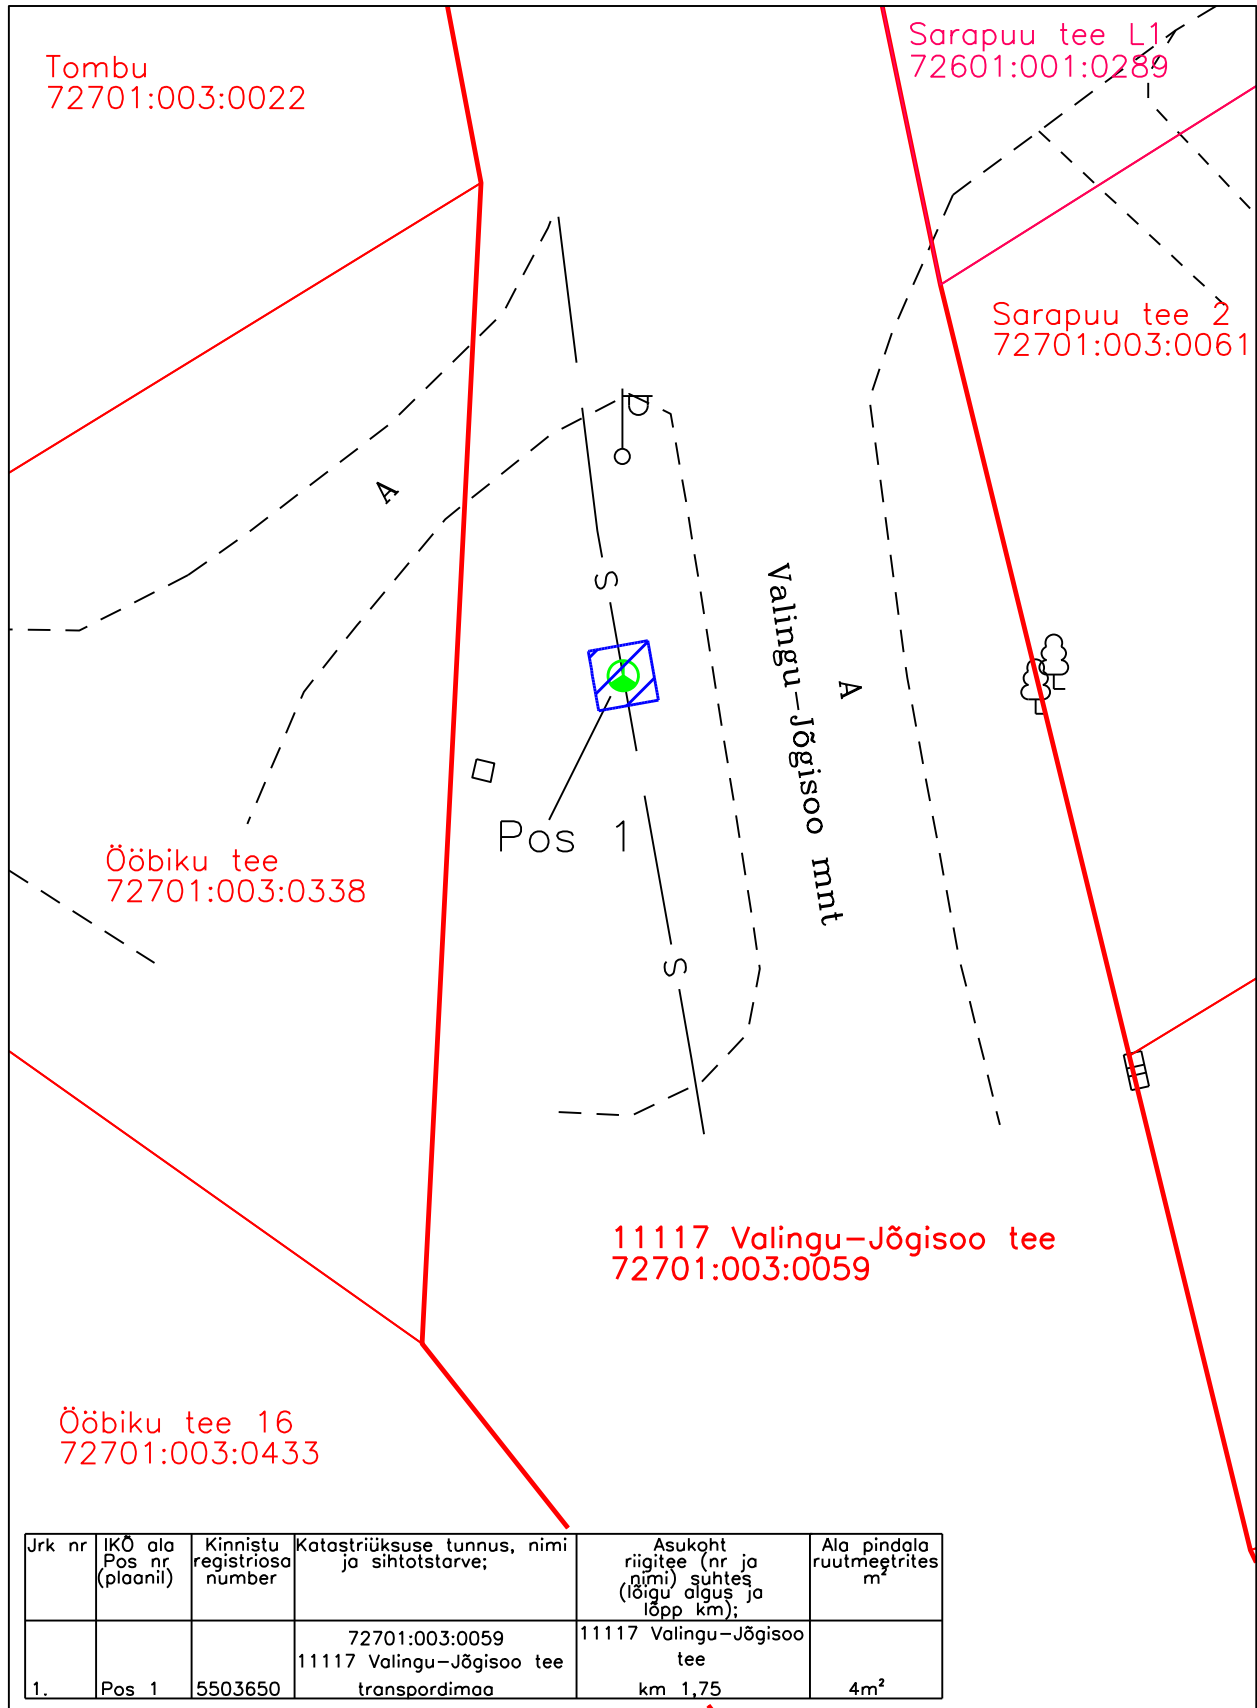 Sarapuu tee L1
72601:001:0289
Tombu
72701:003:0022
Sarapuu tee 2
72701:003:0061
A
S
Valingu-Jõgisoo mnt
A
Pos 1
Ööbiku tee
72701:003:0338
S
11117 Valingu-Jõgisoo tee
72701:003:0059
Ööbiku tee 16
72701:003:0433
Jrk nr
IKÕ ala
Pos nr
(plaanil)
Kinnistu
registriosa
number
Katastriüksuse tunnus, nimi
ja sihtotstarve;
Asukoht
riigitee (nr ja
nimi) suhtes
(lõigu algus ja
lõpp km);
Ala pindala
ruutmeetrites
m²
1.
Pos 1
5503650
72701:003:0059
11117 Valingu-Jõgisoo tee
transpordimaa
11117 Valingu-Jõgisoo
tee
km 1,75
4m²